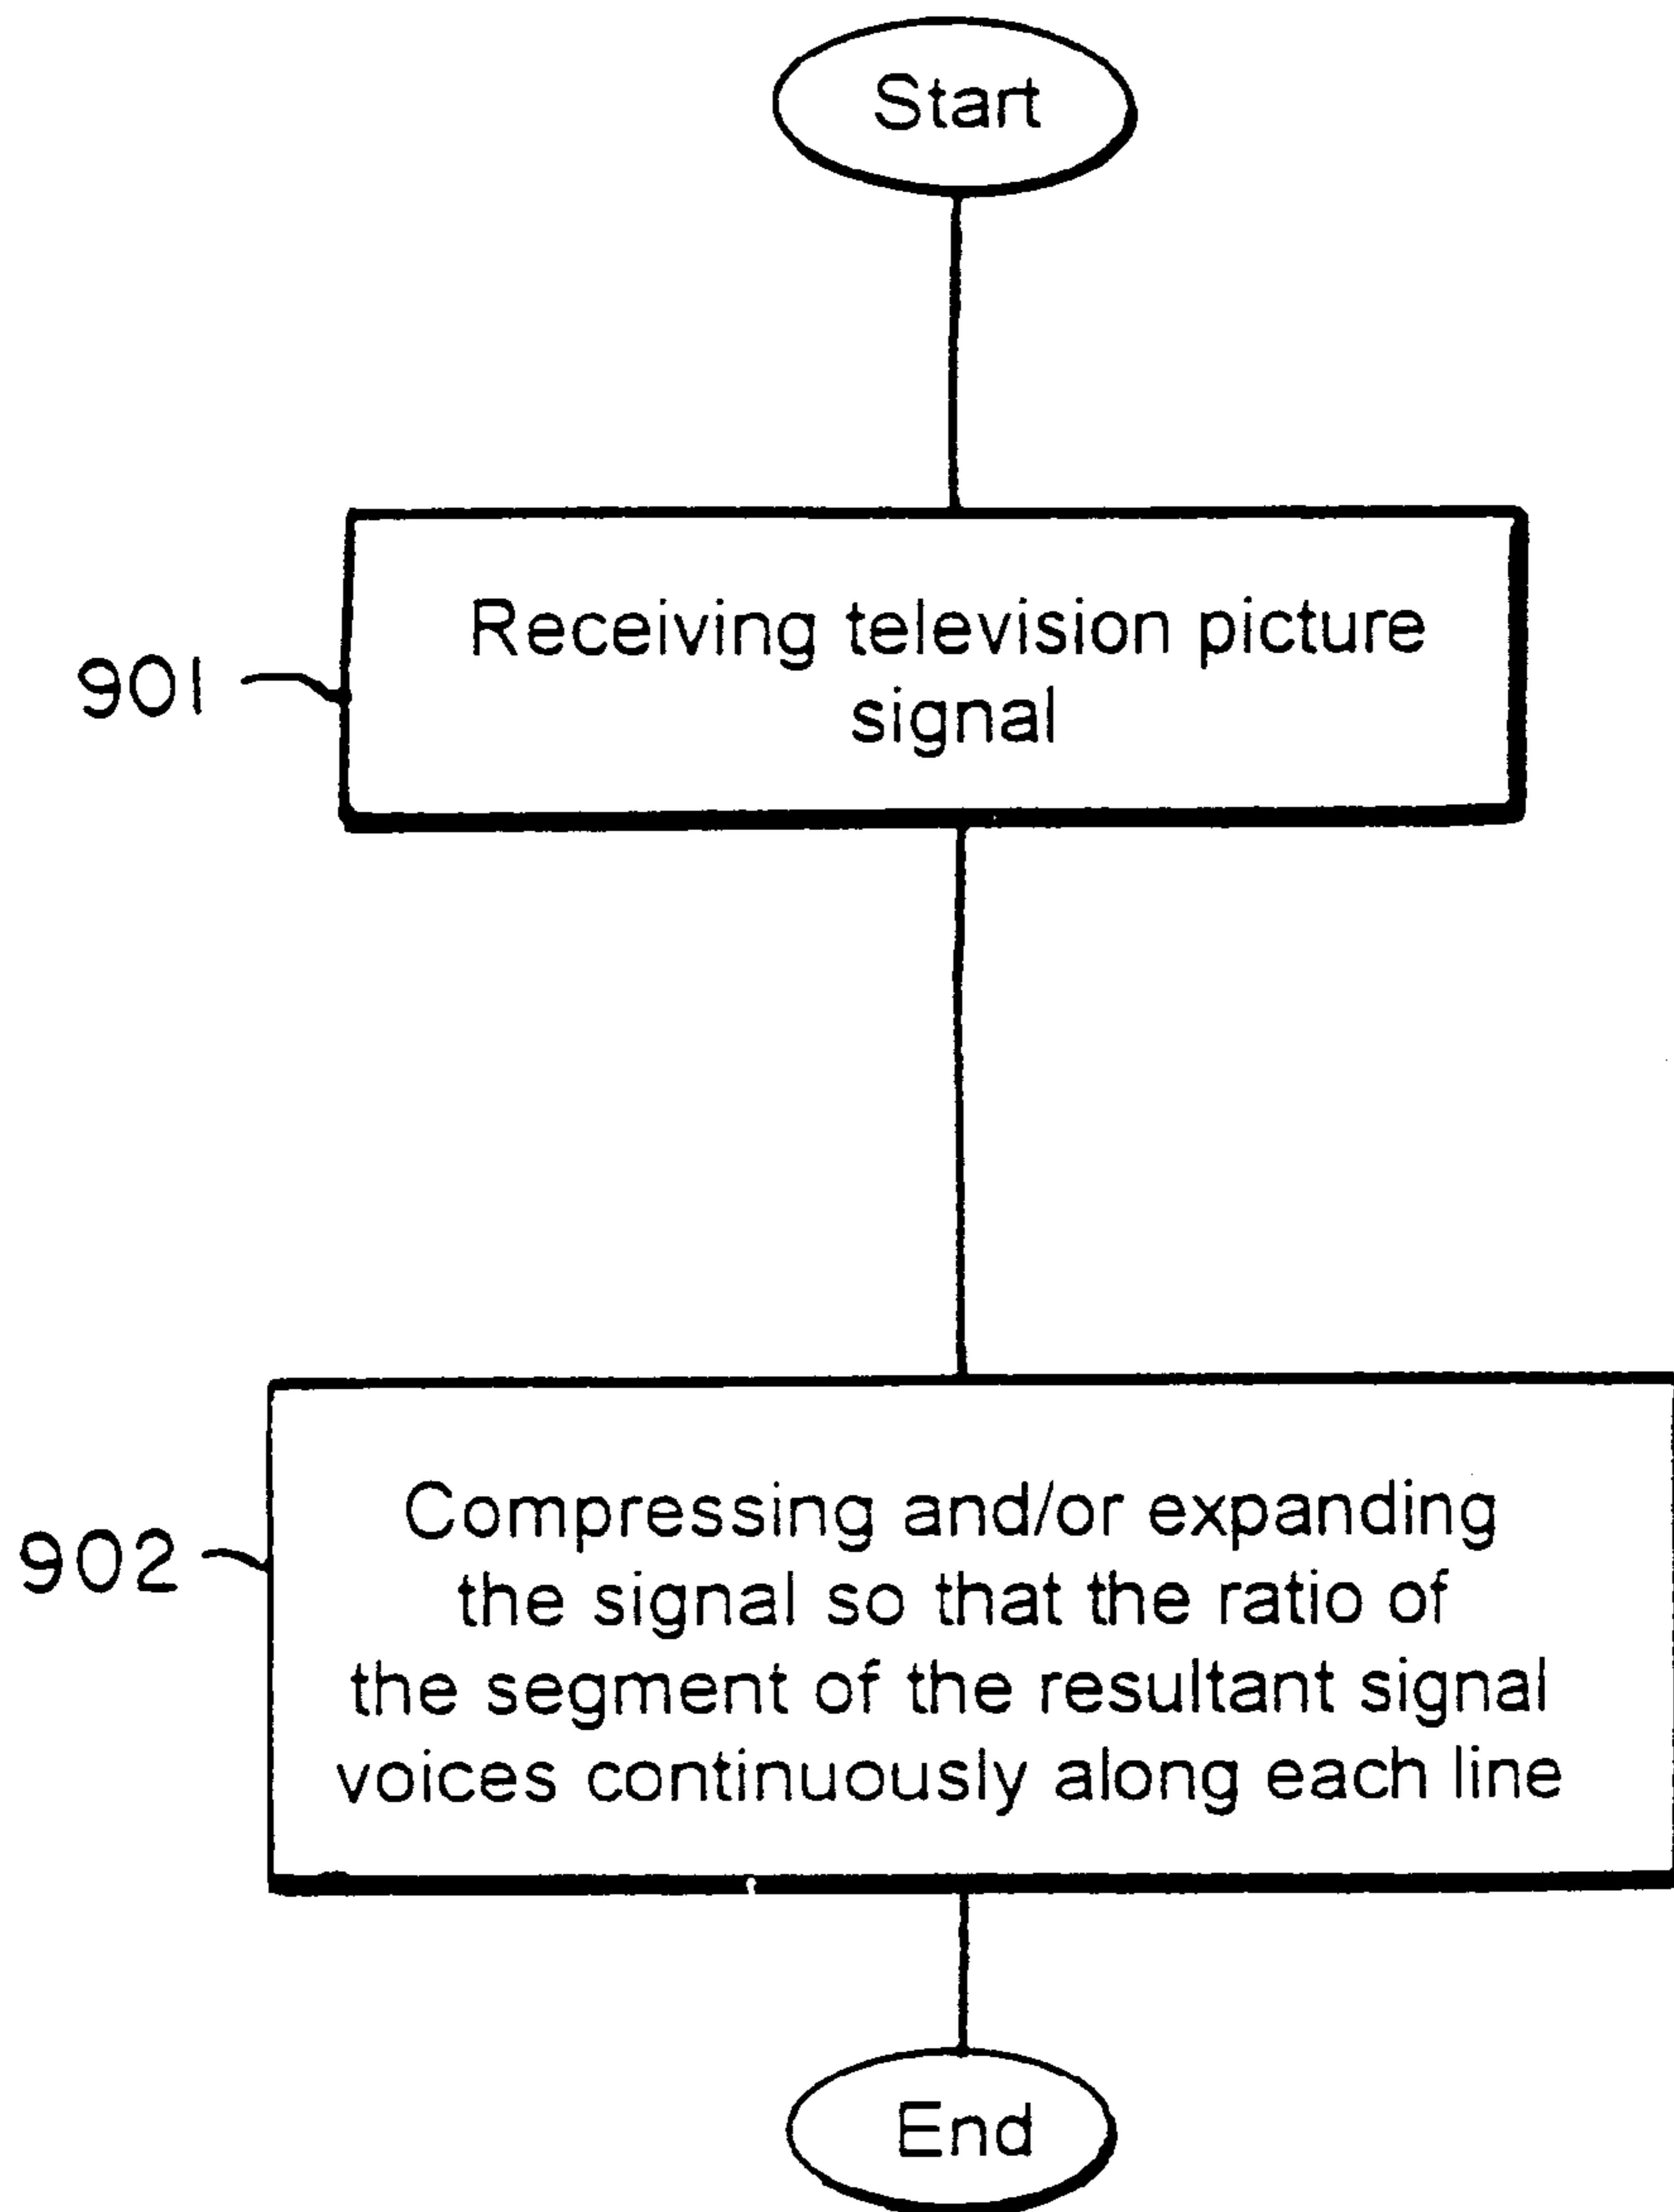 Start
901
Receiving television picture
signal
902
Compressing and/or expanding
the signal so that the ratio of
the segment of the resultant signal
voices continuously along each line
End